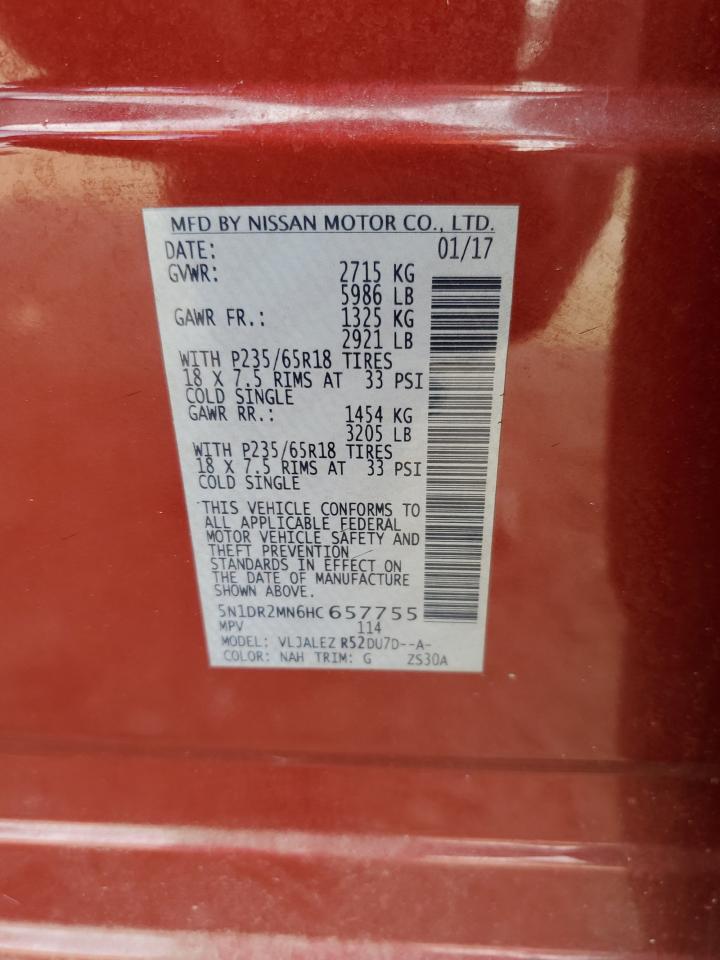 MFD BY NISSAN MOTOR CO., LTD.
DATE: 01/17
GVWR: 2715 KG
5986 LB
GAWR FR.: 1325 KG
2921 LB
WITH P235/65R18 TIRES
18 X 7.5 RIMS AT 33 PSI
COLD SINGLE
GAWR RR.: 1454 KG
3205 LB
WITH P235/65R18 TIRES
18 X 7.5 RIMS AT 33 PSI
COLD SINGLE
THIS VEHICLE CONFORMS TO
ALL APPLICABLE FEDERAL
MOTOR VEHICLE SAFETY AND
THEFT PREVENTION
STANDARDS IN EFFECT ON
THE DATE OF MANUFACTURE
SHOWN ABOVE.
5N1DR2MN6HC 657755
MPV 114
MODEL: VLJALEZ R52DU7D--A-
COLOR: NAH TRIM: G ZS30A